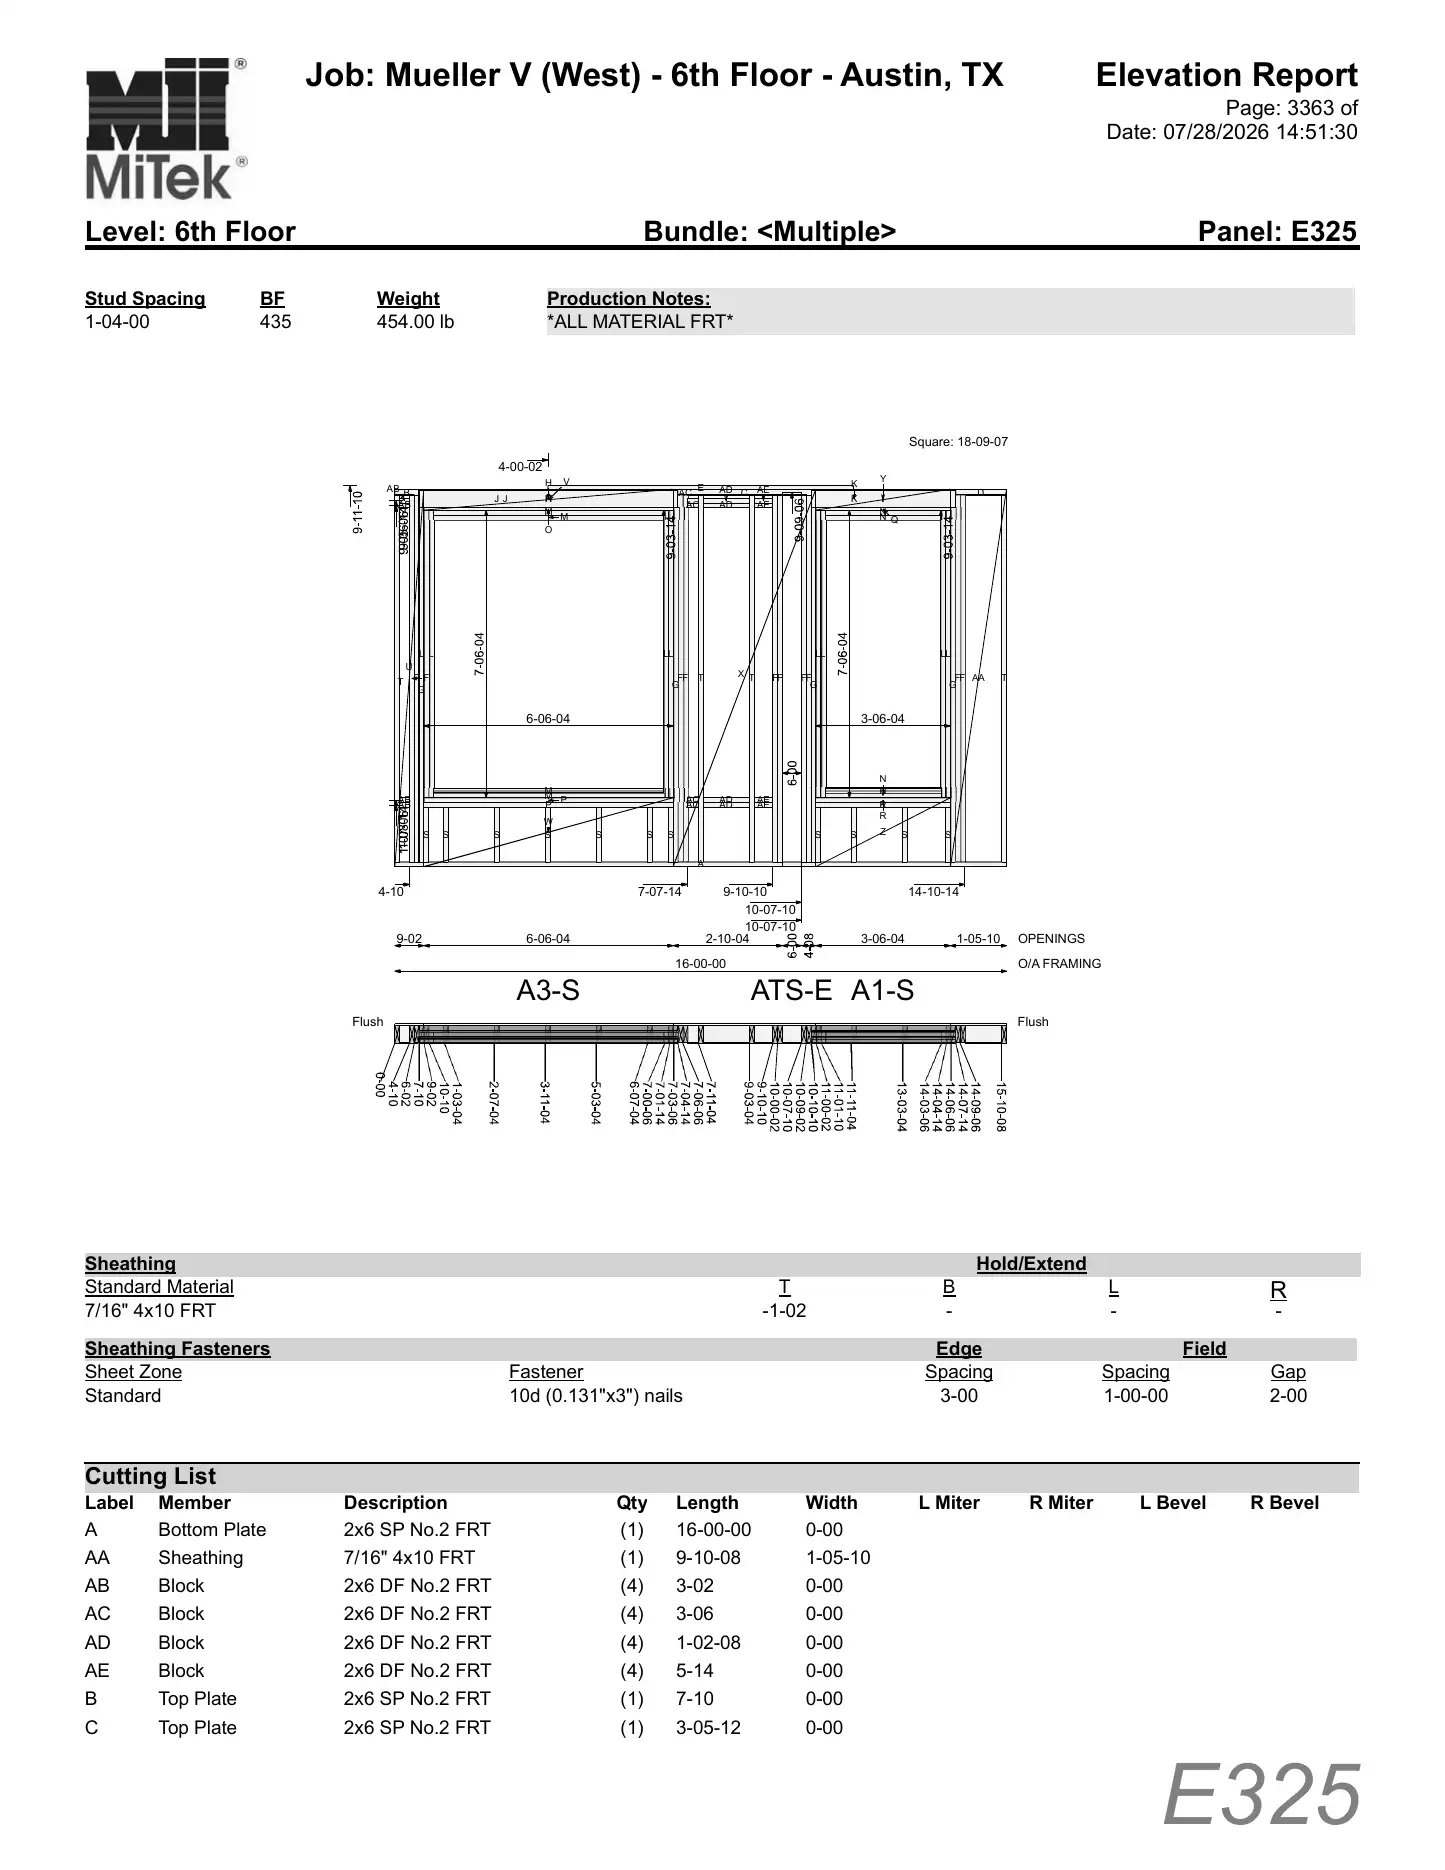 MiTek®
Job: Mueller V (West) - 6th Floor - Austin, TX
Elevation Report
Page: 3363 of
Date: 07/28/2026 14:51:30
Level: 6th Floor Bundle: <Multiple> Panel: E325
Stud Spacing BF Weight Production Notes:
1-04-00 435 454.00 lb *ALL MATERIAL FRT*
Square: 18-09-07
4-00-02
H V E AD AE K Y
9-11-10
J J
M
O
Q
9-03-14
9-09-06
9-03-14
7-06-04
7-06-04
U
T
X
G FF T T FF FF G G FF AA T
6-06-04 3-06-04
6-00
N
P
R
W Z
S S S S S S S S S S
A
4-10 7-07-14 9-10-10 14-10-14
10-07-10
10-07-10
9-02 6-06-04 2-10-04 6-00 4-08 3-06-04 1-05-10 OPENINGS
16-00-00 O/A FRAMING
A3-S ATS-E A1-S
Flush Flush
0-00 4-10 6-02 7-10 9-02 10-10 1-03-04 2-07-04 3-11-04 5-03-04 6-07-04 7-00-06 7-01-14 7-03-06 7-04-14 7-06-06 7-11-04 9-03-04 9-10-10 10-00-02 10-07-10 10-09-02 10-10-10 11-00-02 11-01-10 11-11-04 13-03-04 14-03-06 14-04-14 14-06-06 14-07-14 14-09-06 15-10-08
Sheathing Hold/Extend
Standard Material T B L R
7/16" 4x10 FRT -1-02 - - -
Sheathing Fasteners Edge Field
Sheet Zone Fastener Spacing Spacing Gap
Standard 10d (0.131"x3") nails 3-00 1-00-00 2-00
Cutting List
Label Member Description Qty Length Width L Miter R Miter L Bevel R Bevel
A Bottom Plate 2x6 SP No.2 FRT (1) 16-00-00 0-00
AA Sheathing 7/16" 4x10 FRT (1) 9-10-08 1-05-10
AB Block 2x6 DF No.2 FRT (4) 3-02 0-00
AC Block 2x6 DF No.2 FRT (4) 3-06 0-00
AD Block 2x6 DF No.2 FRT (4) 1-02-08 0-00
AE Block 2x6 DF No.2 FRT (4) 5-14 0-00
B Top Plate 2x6 SP No.2 FRT (1) 7-10 0-00
C Top Plate 2x6 SP No.2 FRT (1) 3-05-12 0-00
E325